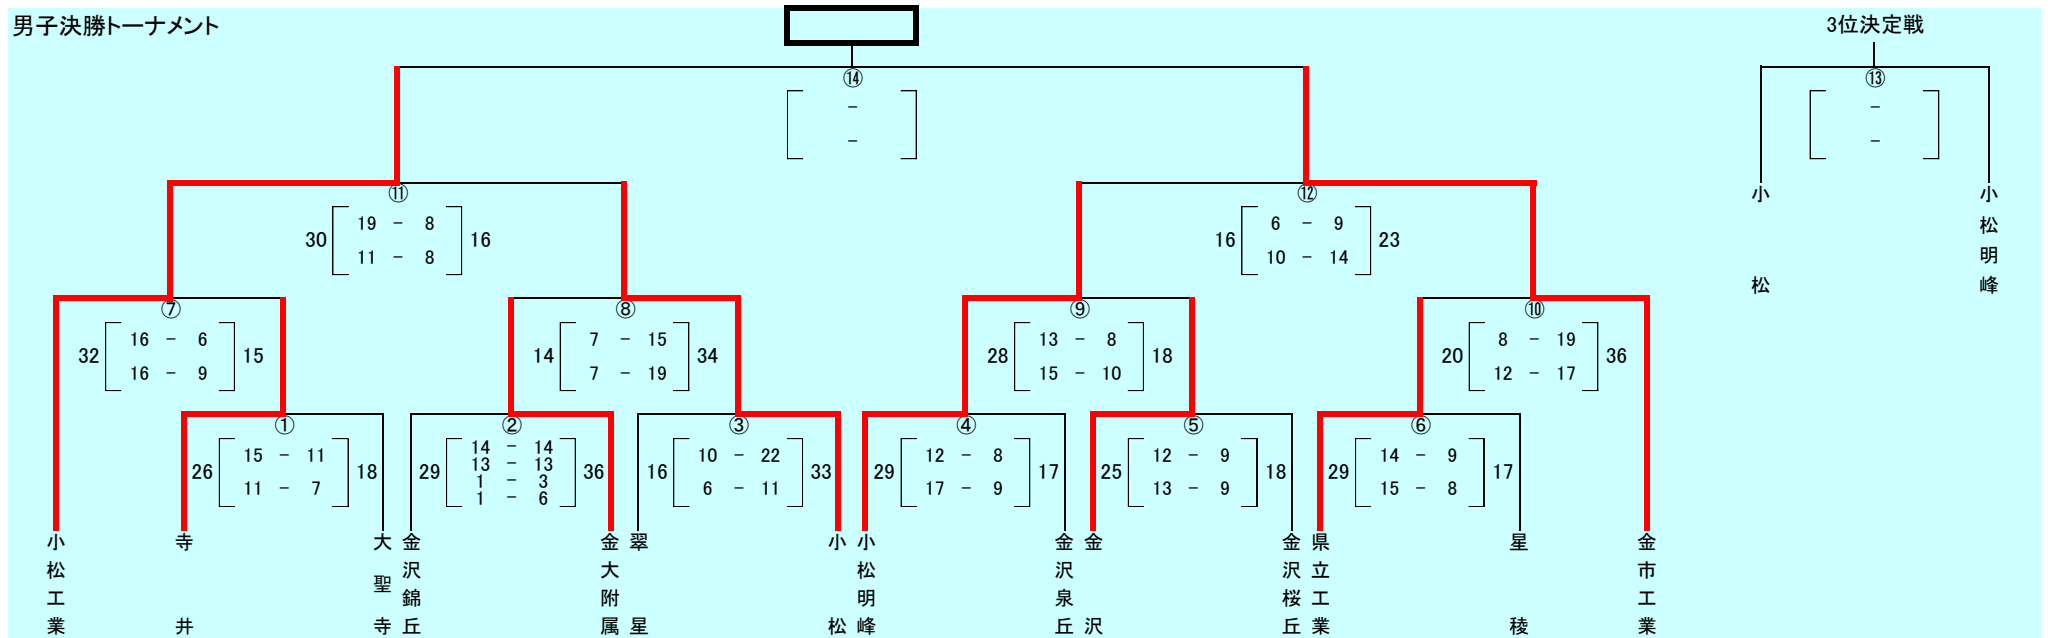 男子決勝トーナメント
3位決定戦
⑭
-
-
⑬
-
-
小松
小松明峰
⑪
30 19 - 8 16
11 - 8
⑫
16 6 - 9 23
10 - 14
⑦
32 16 - 6 15
16 - 9
⑧
14 7 - 15 34
7 - 19
⑨
28 13 - 8 18
15 - 10
⑩
20 8 - 19 36
12 - 17
①
26 15 - 11 18
11 - 7
②
29 14 - 14 36
13 - 13
1 - 3
1 - 6
③
16 10 - 22 33
6 - 11
④
29 12 - 8 17
17 - 9
⑤
25 12 - 9 18
13 - 9
⑥
29 14 - 9 17
15 - 8
小松工業
寺井
大聖寺
金沢錦丘
金大附属
翠星
小松
小松明峰
金沢泉丘
金沢
金沢桜丘
県立工業
星稜
金市工業